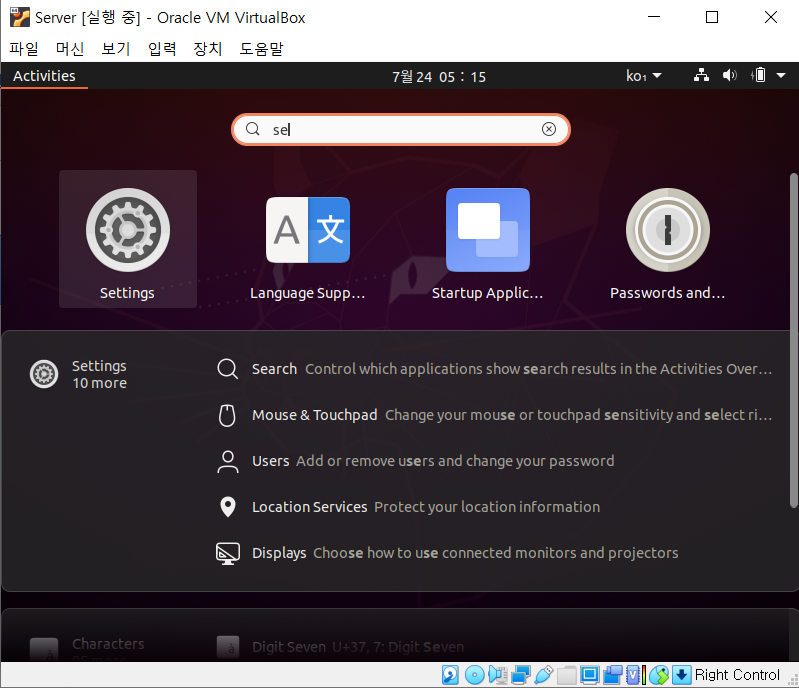 Server [실행 중] - Oracle VM VirtualBox
파일 머신 보기 입력 장치 도움말
Activities 7월 24 05 : 15 ko₁
se
Settings Language Supp... Startup Applic... Passwords and...
Settings
10 more
Search Control which applications show search results in the Activities Over...
Mouse & Touchpad Change your mouse or touchpad sensitivity and select ri...
Users Add or remove users and change your password
Location Services Protect your location information
Displays Choose how to use connected monitors and projectors
Characters
Digit Seven U+37, 7: Digit Seven
Right Control